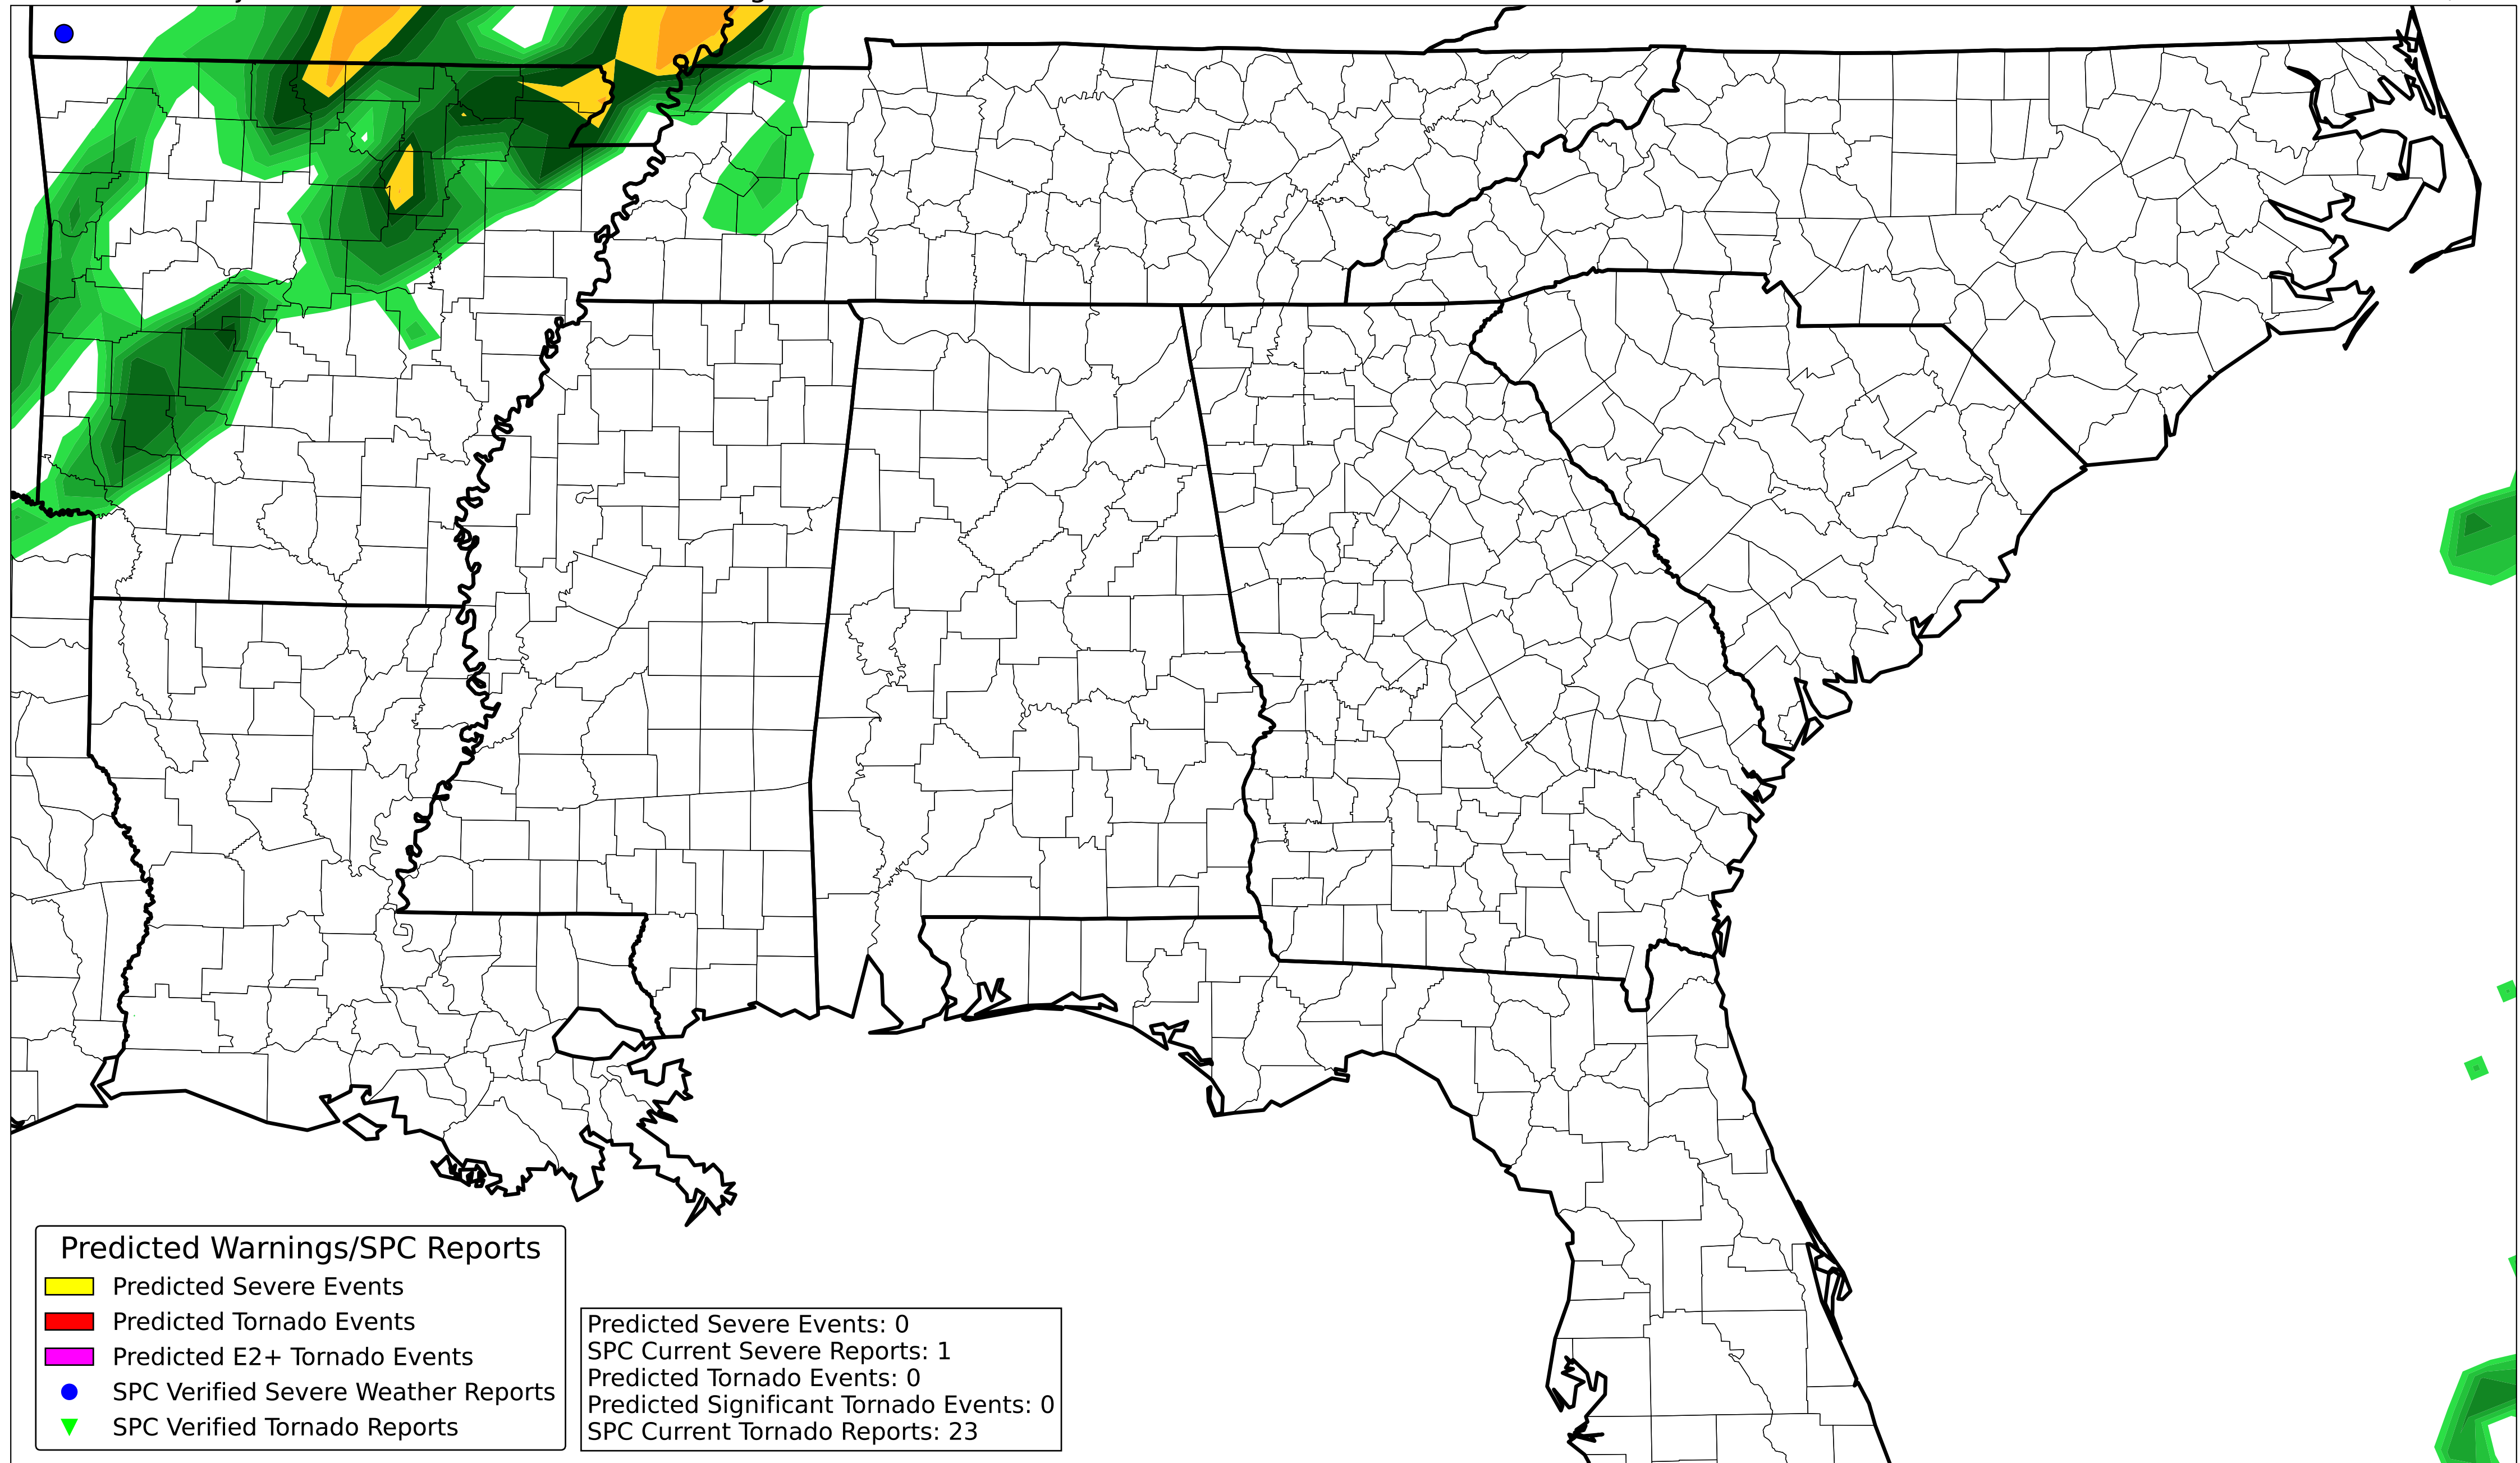 Predicted Warnings/SPC Reports
Predicted Severe Events
Predicted Tornado Events
Predicted E2+ Tornado Events
SPC Verified Severe Weather Reports
SPC Verified Tornado Reports
Predicted Severe Events: 0
SPC Current Severe Reports: 1
Predicted Tornado Events: 0
Predicted Significant Tornado Events: 0
SPC Current Tornado Reports: 23